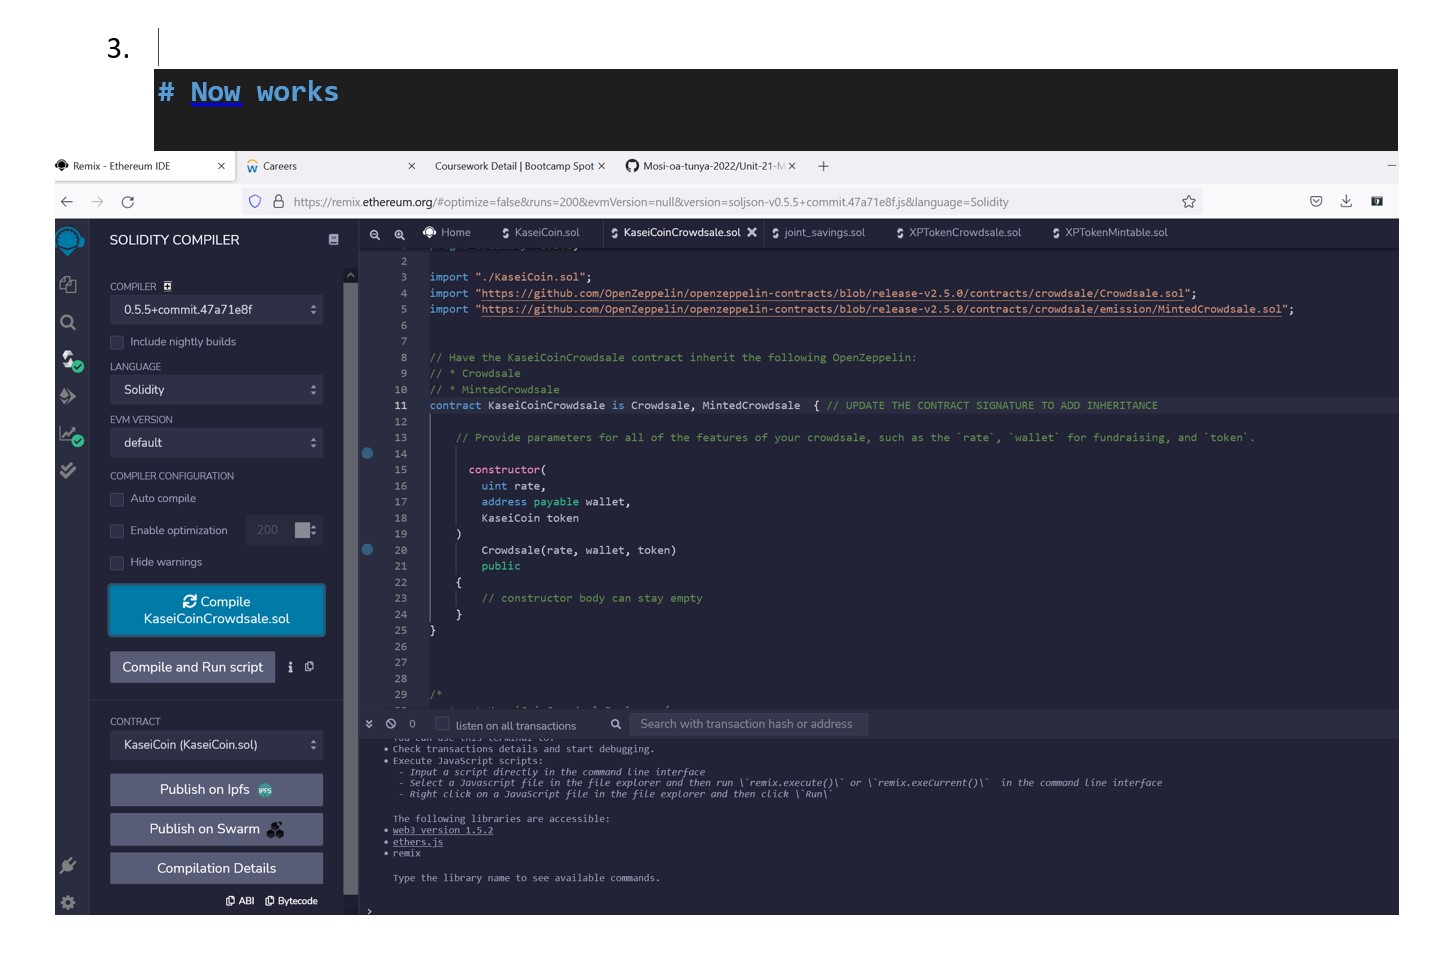 3.
# Now works
Remix - Ethereum IDE
Careers
Coursework Detail | Bootcamp Spot
Mosi-oa-tunya-2022/Unit-21-M
https://remix.ethereum.org/#optimize=false&runs=200&evmVersion=null&version=soljson-v0.5.5+commit.47a71e8f.js&language=Solidity
SOLIDITY COMPILER
Home
KaseiCoin.sol
KaseiCoinCrowdsale.sol
joint_savings.sol
XPTokenCrowdsale.sol
XPTokenMintable.sol
COMPILER
0.5.5+commit.47a71e8f
Include nightly builds
LANGUAGE
Solidity
EVM VERSION
default
COMPILER CONFIGURATION
Auto compile
Enable optimization 200
Hide warnings
Compile
KaseiCoinCrowdsale.sol
Compile and Run script
CONTRACT
KaseiCoin (KaseiCoin.sol)
Publish on Ipfs IPFS
Publish on Swarm
Compilation Details
ABI Bytecode
2
3 import "./KaseiCoin.sol";
4 import "https://github.com/OpenZeppelin/openzeppelin-contracts/blob/release-v2.5.0/contracts/crowdsale/Crowdsale.sol";
5 import "https://github.com/OpenZeppelin/openzeppelin-contracts/blob/release-v2.5.0/contracts/crowdsale/emission/MintedCrowdsale.sol";
6
7
8 // Have the KaseiCoinCrowdsale contract inherit the following OpenZeppelin:
9 // * Crowdsale
10 // * MintedCrowdsale
11 contract KaseiCoinCrowdsale is Crowdsale, MintedCrowdsale { // UPDATE THE CONTRACT SIGNATURE TO ADD INHERITANCE
12
13 // Provide parameters for all of the features of your crowdsale, such as the `rate`, `wallet` for fundraising, and `token`.
14
15 constructor(
16 uint rate,
17 address payable wallet,
18 KaseiCoin token
19 )
20 Crowdsale(rate, wallet, token)
21 public
22 {
23 // constructor body can stay empty
24 }
25 }
26
27
28
29 /*
0 listen on all transactions Search with transaction hash or address
You can use this terminal to:
• Check transactions details and start debugging.
• Execute JavaScript scripts:
- Input a script directly in the command line interface
- Select a Javascript file in the file explorer and then run \`remix.execute()\` or \`remix.exeCurrent()\` in the command line interface
- Right click on a JavaScript file in the file explorer and then click \`Run\`
The following libraries are accessible:
• web3 version 1.5.2
• ethers.js
• remix
Type the library name to see available commands.
>